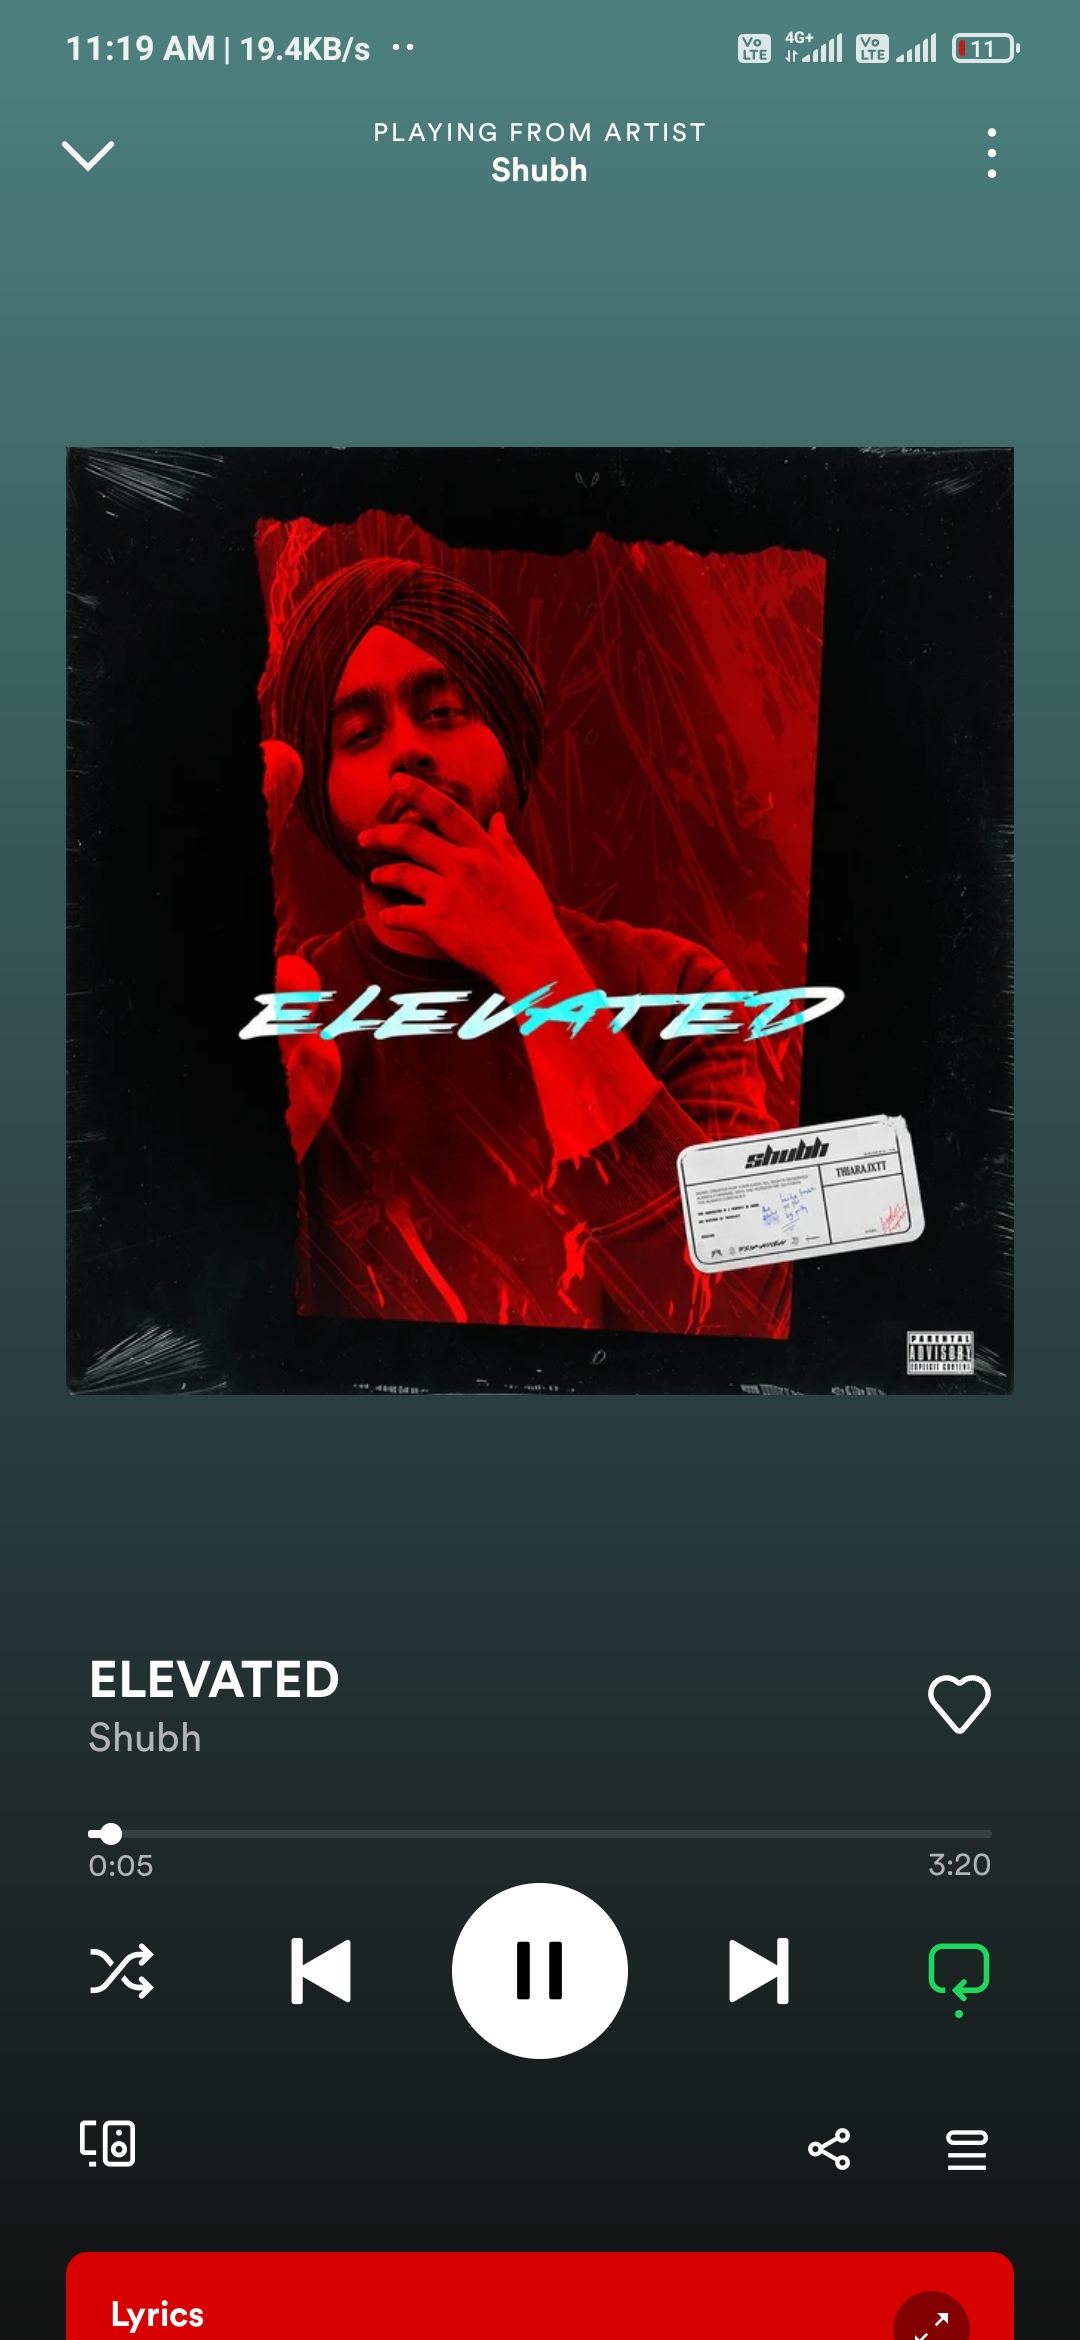 11:19 AM | 19.4KB/s
Vo LTE 4G+ Vo LTE 11
PLAYING FROM ARTIST
Shubh
ELEVATED
shubh
THIARAJXTT
PARENTAL
ADVISORY
EXPLICIT CONTENT
ELEVATED
Shubh
0:05
3:20
Lyrics